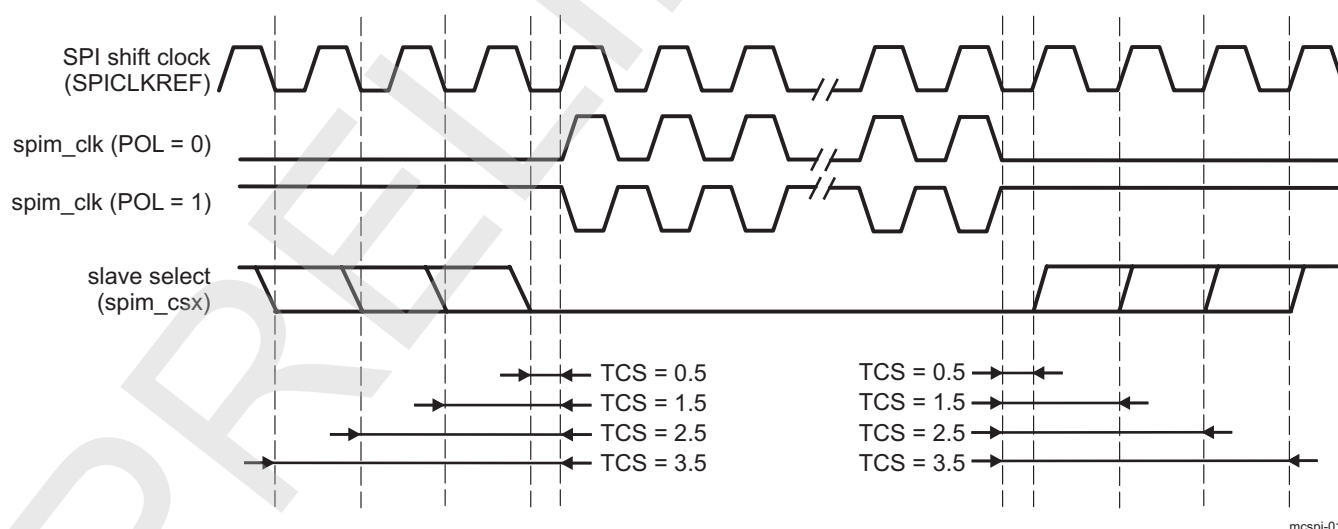 SPI shift clock
(SPICLKREF)
spim_clk (POL = 0)
spim_clk (POL = 1)
slave select
(spim_csx)
TCS = 0.5
TCS = 1.5
TCS = 2.5
TCS = 3.5
TCS = 0.5
TCS = 1.5
TCS = 2.5
TCS = 3.5